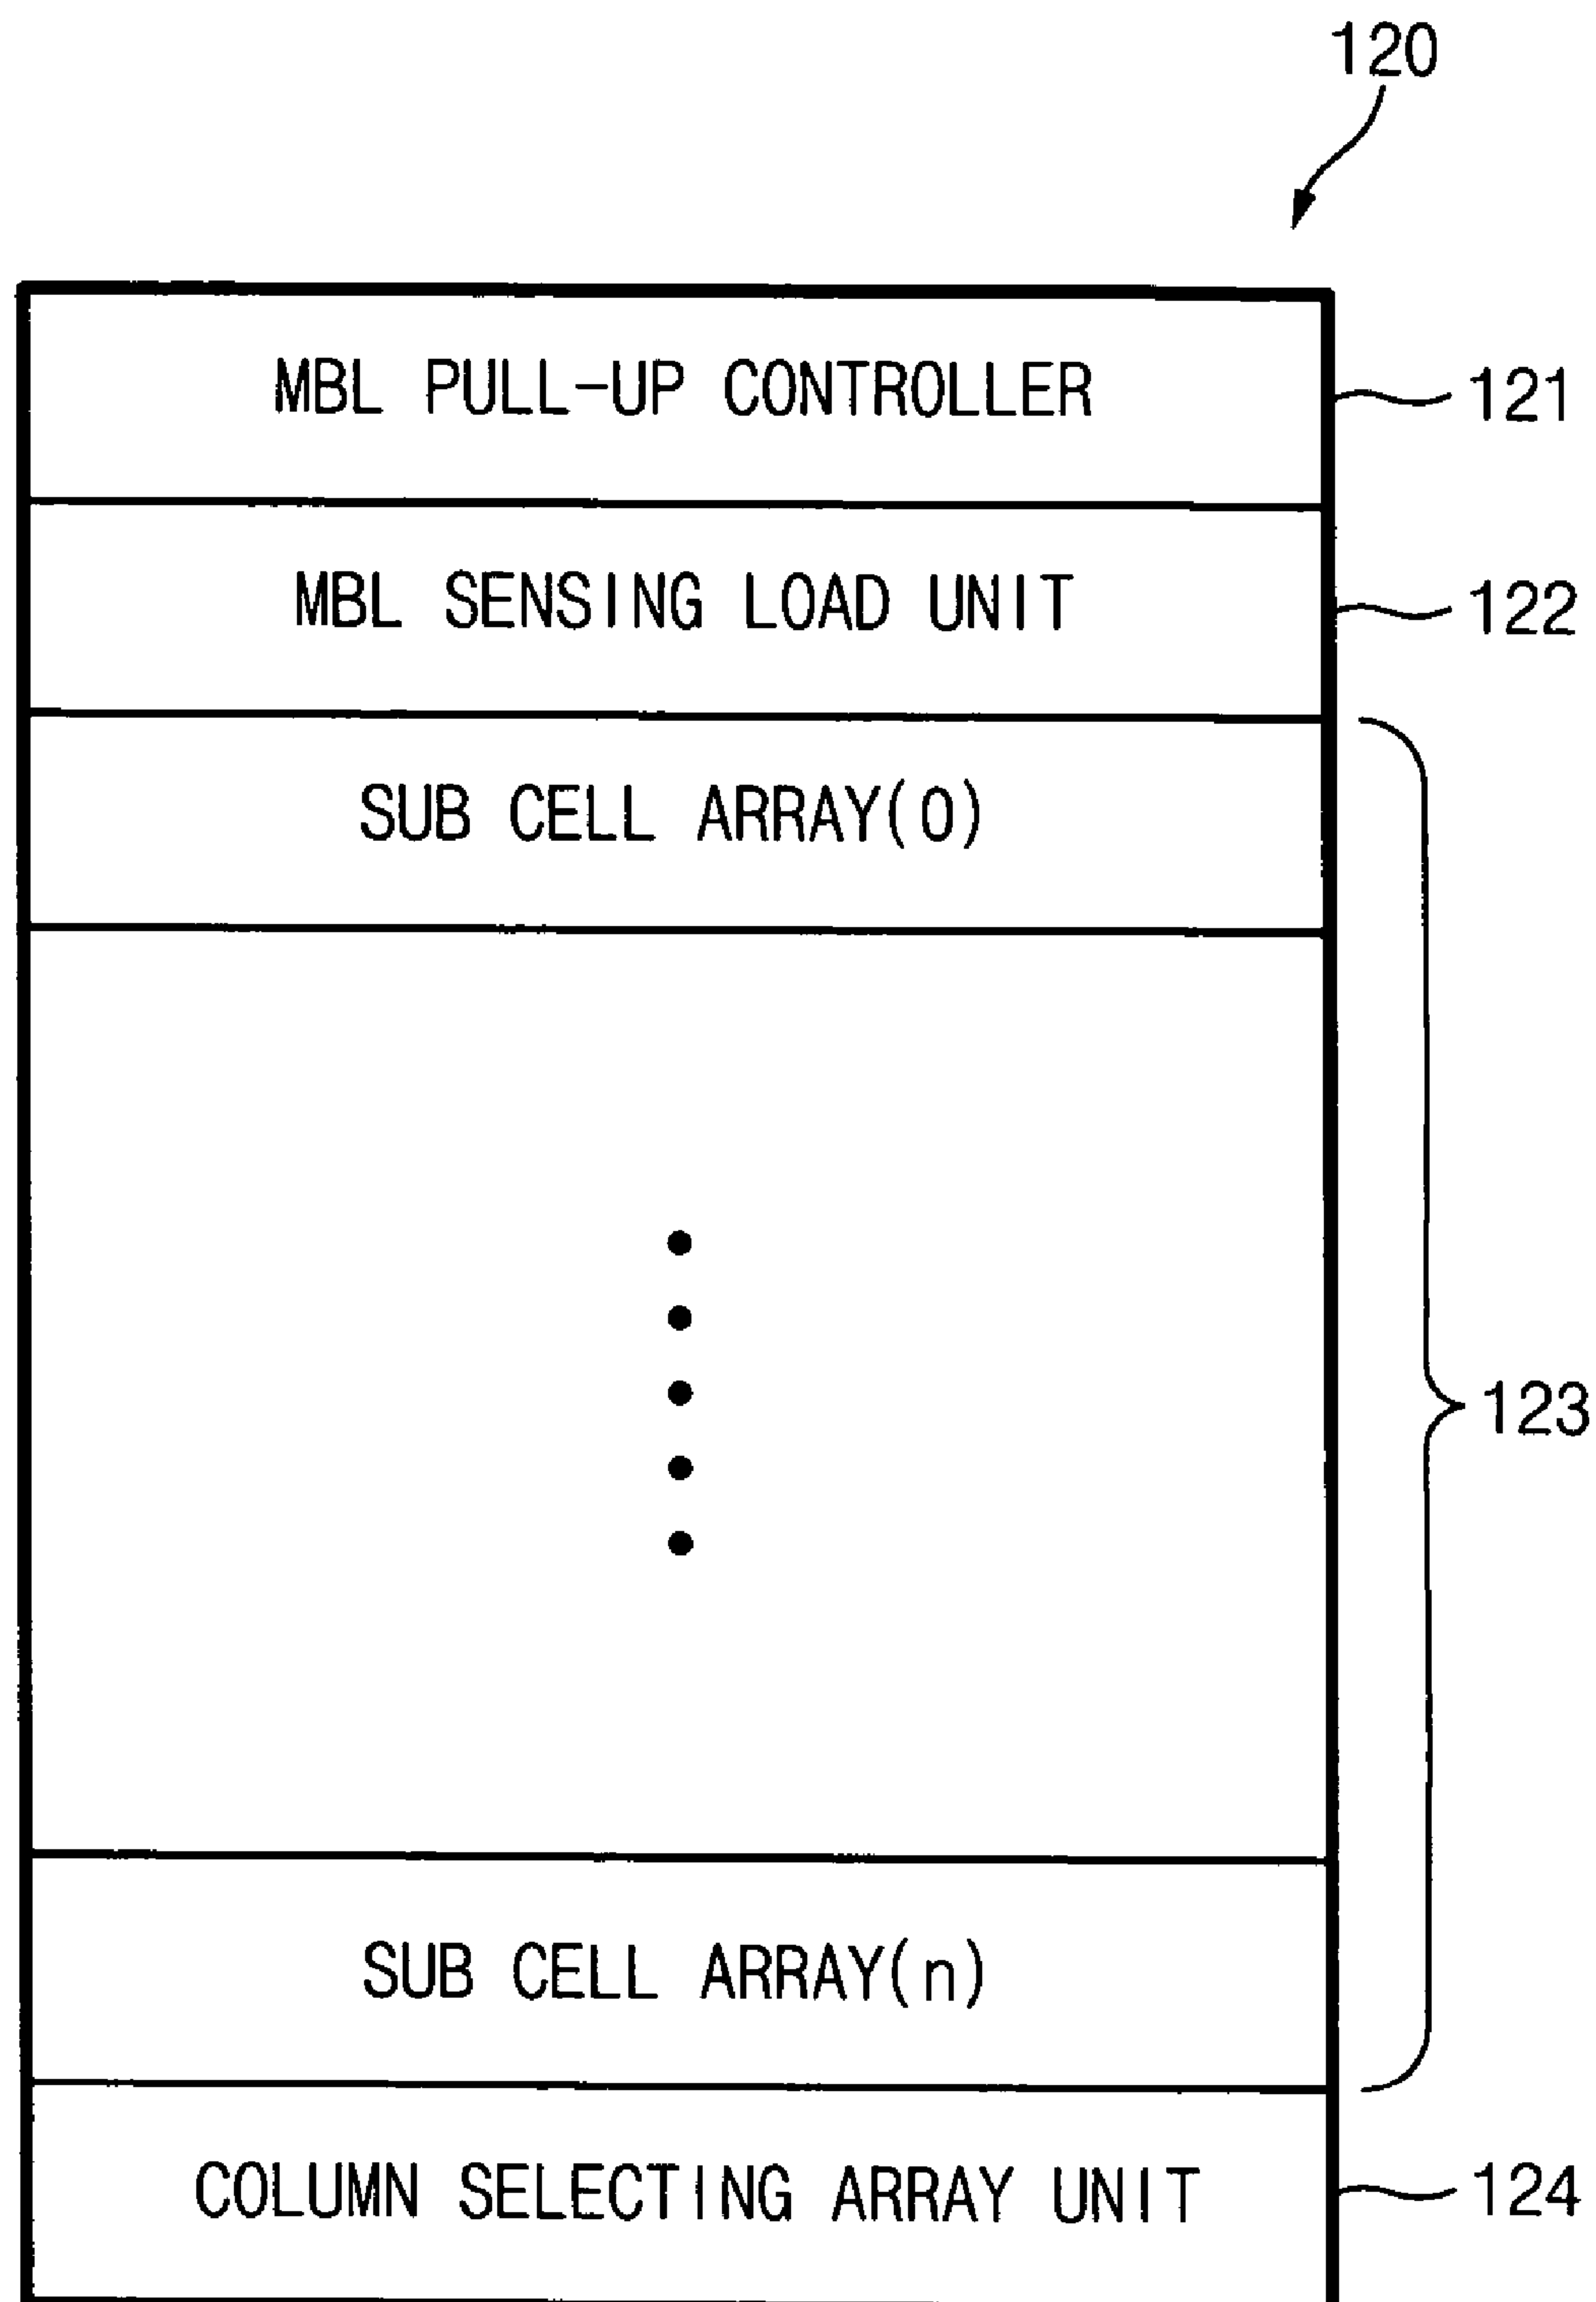 120
MBL PULL-UP CONTROLLER
121
MBL SENSING LOAD UNIT
122
SUB CELL ARRAY(0)
123
SUB CELL ARRAY(n)
COLUMN SELECTING ARRAY UNIT
124